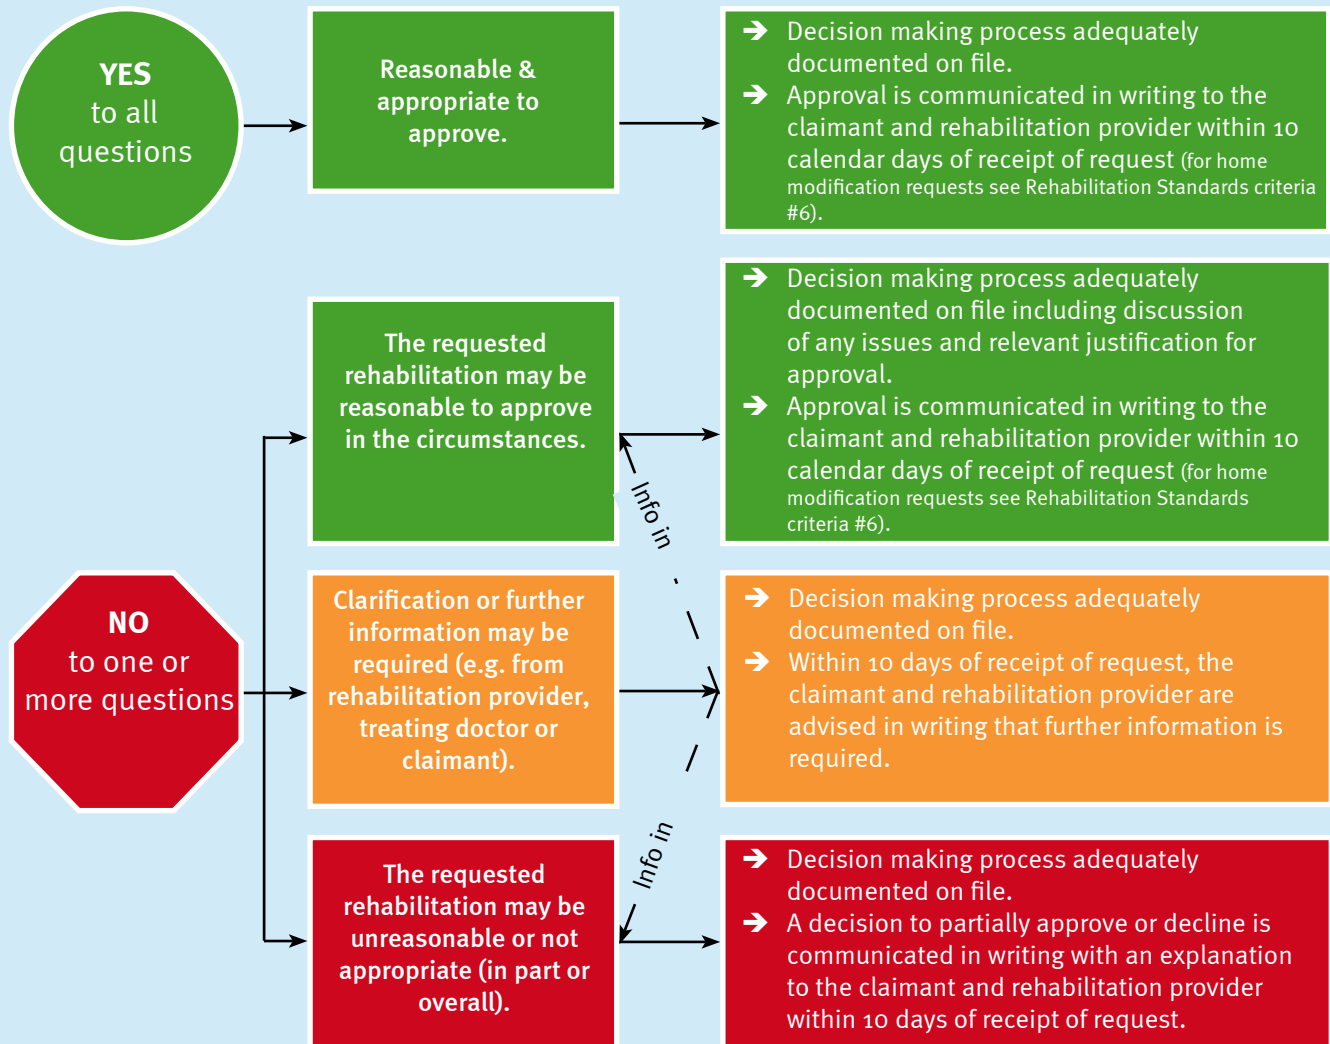 YES
to all
questions
Reasonable &
appropriate to
approve.
➔ Decision making process adequately
documented on file.
➔ Approval is communicated in writing to the
claimant and rehabilitation provider within 10
calendar days of receipt of request (for home
modification requests see Rehabilitation Standards criteria
#6).
The requested
rehabilitation may be
reasonable to approve
in the circumstances.
➔ Decision making process adequately
documented on file including discussion
of any issues and relevant justification for
approval.
➔ Approval is communicated in writing to the
claimant and rehabilitation provider within 10
calendar days of receipt of request (for home
modification requests see Rehabilitation Standards
criteria #6).
Info in
NO
to one or
more questions
Clarification or further
information may be
required (e.g. from
rehabilitation provider,
treating doctor or
claimant).
➔ Decision making process adequately
documented on file.
➔ Within 10 days of receipt of request, the
claimant and rehabilitation provider are
advised in writing that further information is
required.
Info in
The requested
rehabilitation may be
unreasonable or not
appropriate (in part or
overall).
➔ Decision making process adequately
documented on file.
➔ A decision to partially approve or decline is
communicated in writing with an explanation
to the claimant and rehabilitation provider
within 10 days of receipt of request.